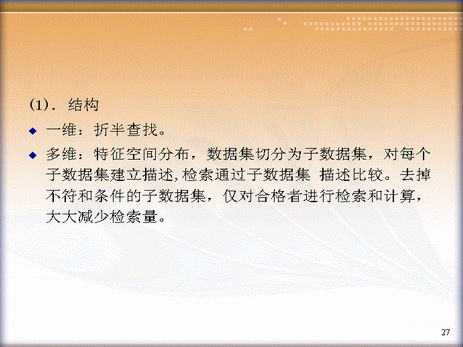 (1). 结构
◆ 一维：折半查找。
◆ 多维：特征空间分布，数据集切分为子数据集，对每个
子数据集建立描述,检索通过子数据集 描述比较。去掉
不符和条件的子数据集，仅对合格者进行检索和计算，
大大减少检索量。
27